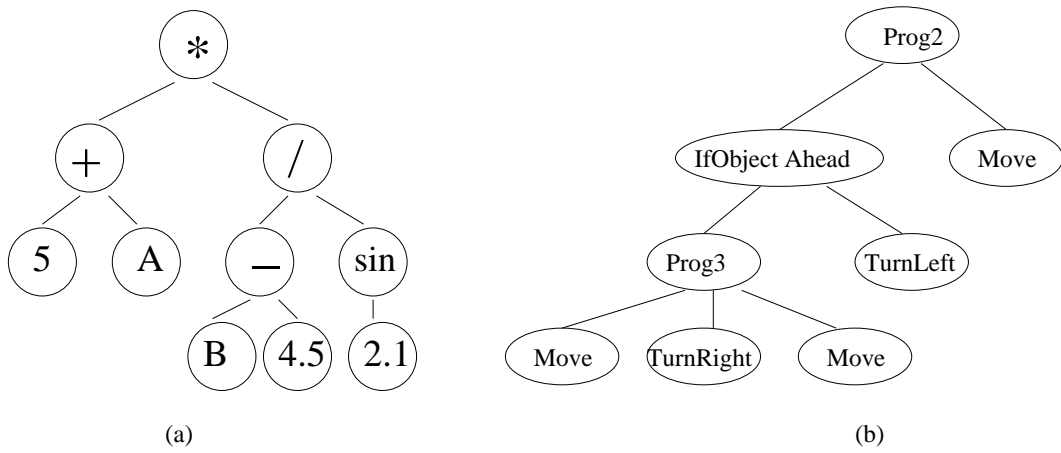 *
Prog2
+
/
IfObject Ahead
Move
5
A
−
sin
Prog3
TurnLeft
B
4.5
2.1
Move
TurnRight
Move
(a)
(b)